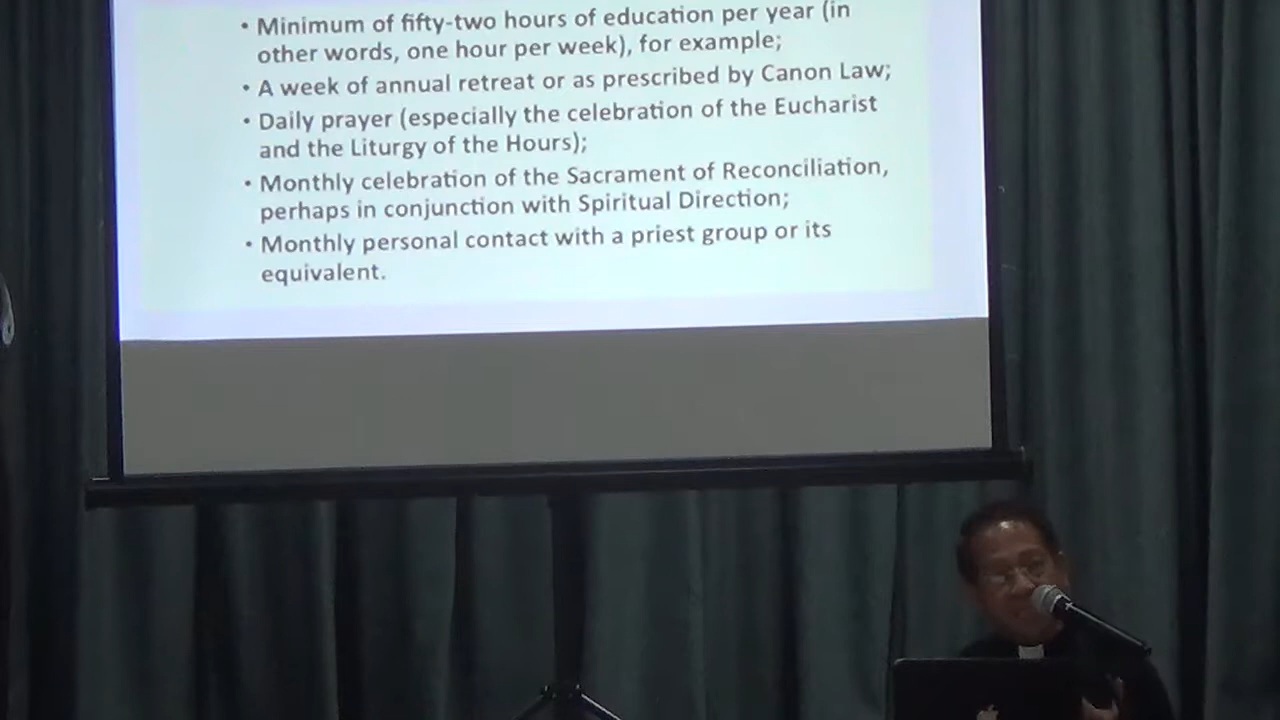 • Minimum of fifty-two hours of education per year (in
other words, one hour per week), for example;
• A week of annual retreat or as prescribed by Canon Law;
• Daily prayer (especially the celebration of the Eucharist
and the Liturgy of the Hours);
• Monthly celebration of the Sacrament of Reconciliation,
perhaps in conjunction with Spiritual Direction;
• Monthly personal contact with a priest group or its
equivalent.